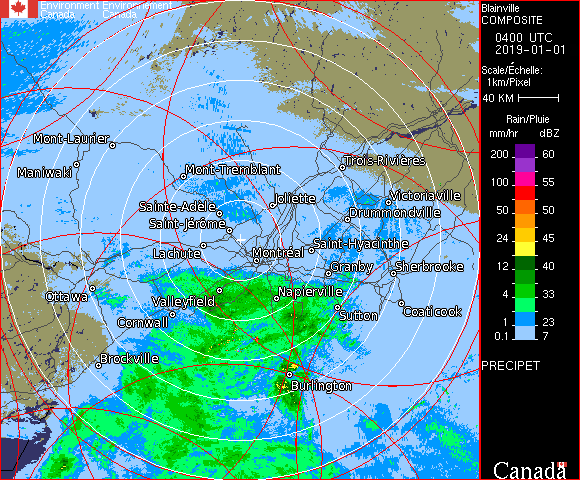 Environment Environnement
Canada Canada
Blainville
COMPOSITE
0400 UTC
2019-01-01
Scale/Échelle:
1km/Pixel
40 KM
Rain/Pluie
mm/hr dBZ
200 60
150 57
100 55
50 50
24 45
12 40
4 33
1 23
0.1 7
PRECIPET
Canada
Mont-Laurier
Maniwaki
Mont-Tremblant
Trois-Rivières
Sainte-Adèle
Joliette
Victoriaville
Drummondville
Saint-Jérôme
Lachute
Montréal
Saint-Hyacinthe
Granby
Sherbrooke
Ottawa
Valleyfield
Napierville
Cornwall
Sutton
Coaticook
Brockville
Burlington